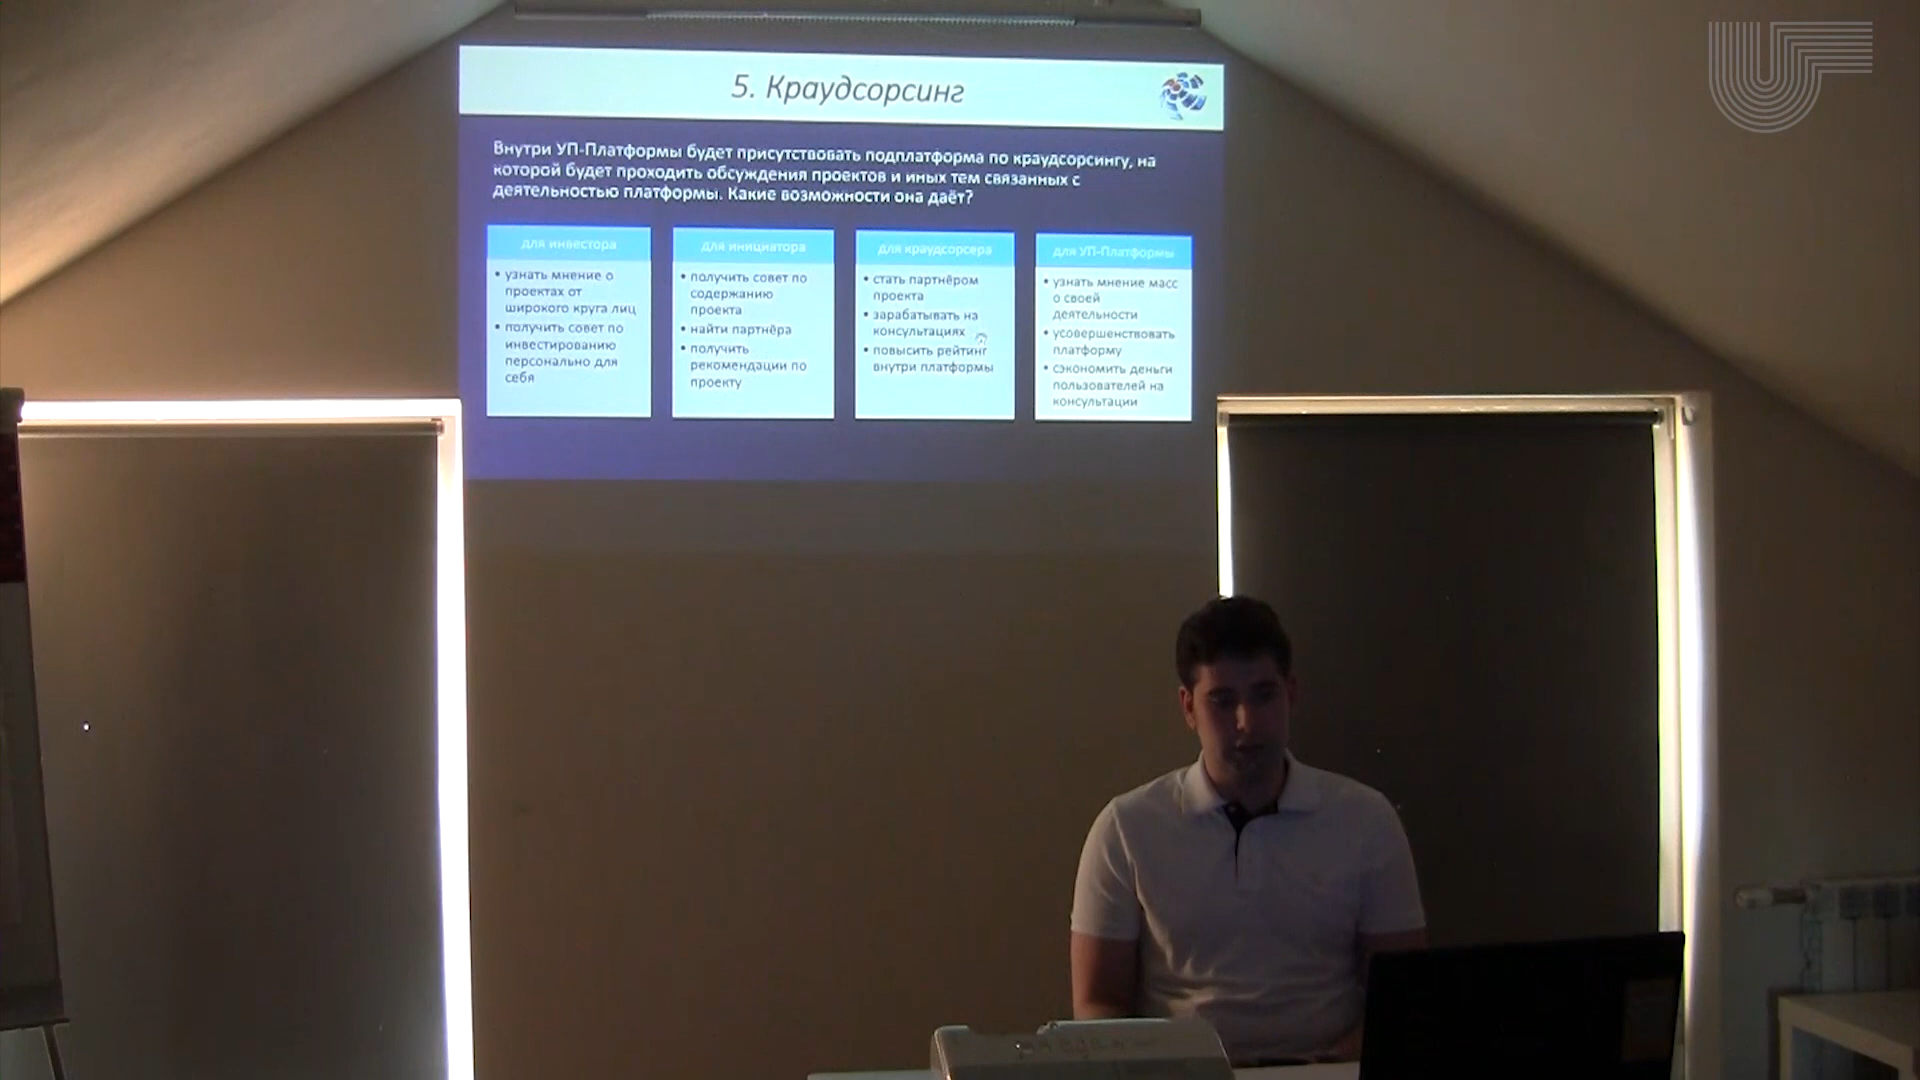 5. Краудсорсинг
Внутри УП-Платформы будет присутствовать подплатформа по краудсорсингу, на
которой будет проходить обсуждения проектов и иных тем связанных с
деятельностью платформы. Какие возможности она даёт?
для инвестора
• узнать мнение о
проектах от
широкого круга лиц
• получить совет по
инвестированию
персонально для
себя
для инициатора
• получить совет по
содержанию
проекта
• найти партнёра
• получить
рекомендации по
проекту
для краудсорсера
• стать партнёром
проекта
• зарабатывать на
консультациях
• повысить рейтинг
внутри платформы
для УП-Платформы
• узнать мнение масс
о своей
деятельности
• усовершенствовать
платформу
• сэкономить деньги
пользователей на
консультации